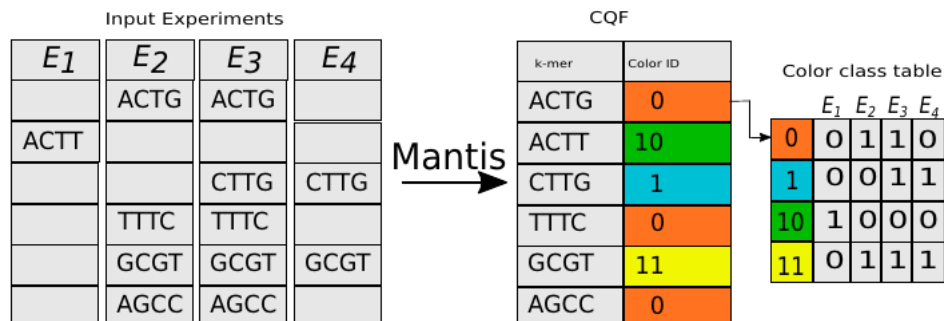 Input Experiments
E1 E2 E3 E4
ACTG ACTG
ACTT
CTTG CTTG
TTTC TTTC
GCGT GCGT GCGT
AGCC AGCC
Mantis
CQF
k-mer Color ID
ACTG 0
ACTT 10
CTTG 1
TTTC 0
GCGT 11
AGCC 0
Color class table
E1 E2 E3 E4
0 0 1 1 0
1 0 0 1 1
10 1 0 0 0
11 0 1 1 1